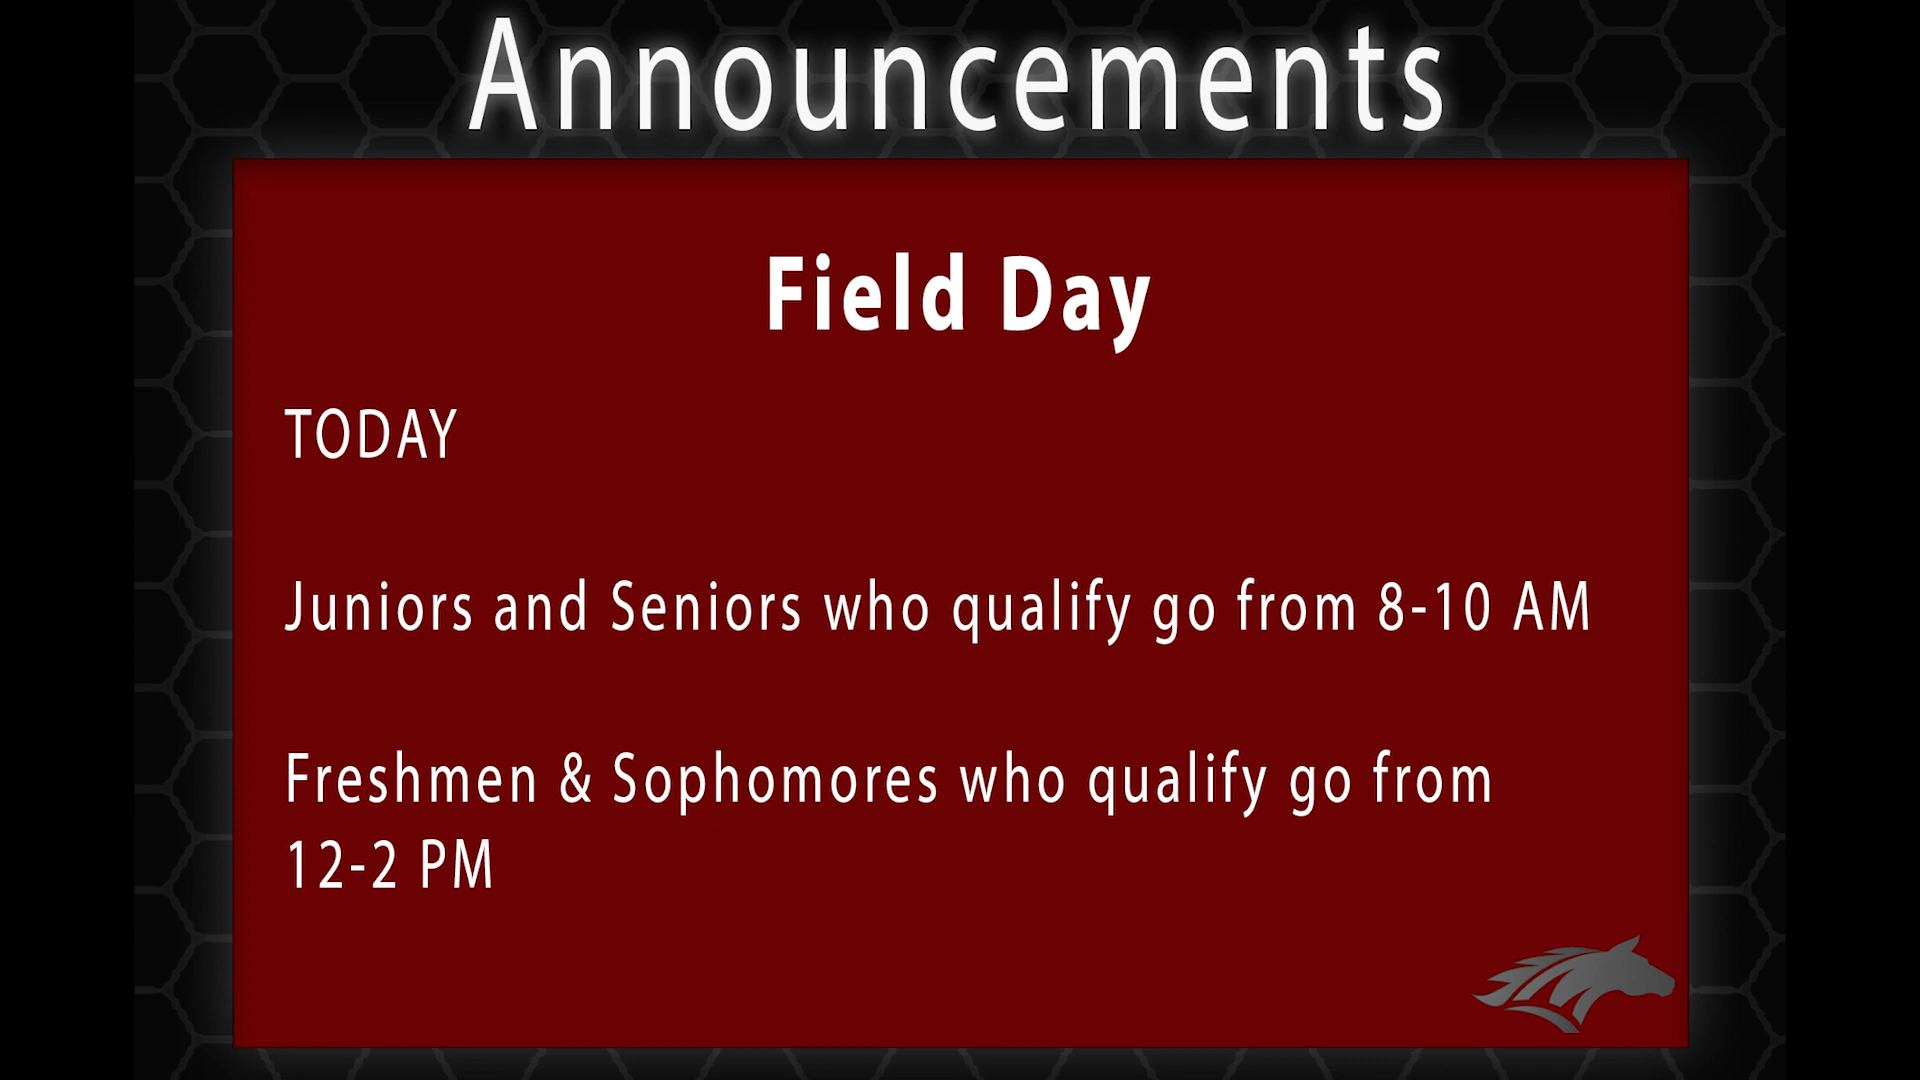 Announcements
Field Day
TODAY
Juniors and Seniors who qualify go from 8-10 AM
Freshmen & Sophomores who qualify go from
12-2 PM